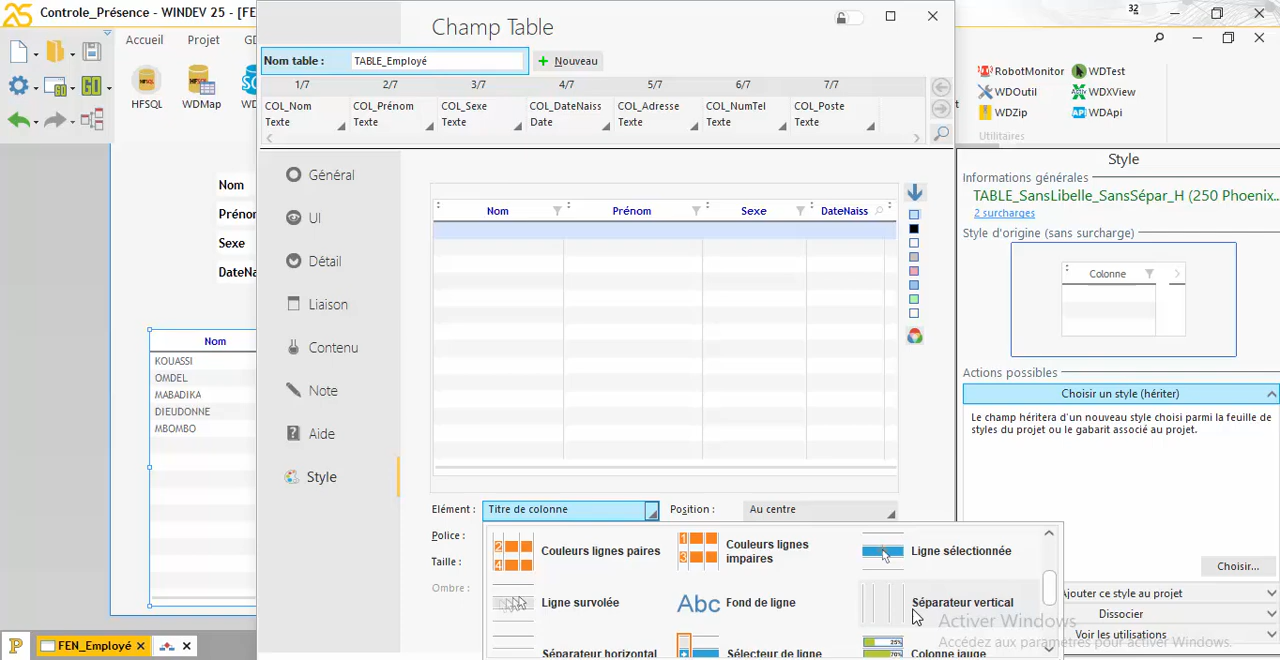 Controle_Présence - WINDEV 25 - [FE
Accueil
Projet
HFSQL
WDMap
Champ Table
Nom table :
TABLE_Employé
Nouveau
1/7
2/7
3/7
4/7
5/7
6/7
7/7
COL_Nom
Texte
COL_Prénom
Texte
COL_Sexe
Texte
COL_DateNaiss
Date
COL_Adresse
Texte
COL_NumTel
Texte
COL_Poste
Texte
Général
UI
Détail
Liaison
Contenu
Note
Aide
Style
Nom
Prénom
Sexe
DateNaiss
Elément :
Titre de colonne
Position :
Au centre
Police :
Taille :
Ombre :
Couleurs lignes paires
Couleurs lignes
impaires
Ligne sélectionnée
Ligne survolée
Abc
Fond de ligne
Séparateur vertical
Séparateur horizontal
Sélecteur de ligne
25%
Colonne jauge
Nom
Prénom
Sexe
DateNa
Nom
KOUASSI
OMDEL
MABADIKA
DIEUDONNE
MBOMBO
FEN_Employé
32
RobotMonitor
WDTest
WDOutil
WDXView
WDZip
WDApi
Utilitaires
Style
Informations générales
TABLE_SansLibelle_SansSépar_H (250 Phoenix...
2 surcharges
Style d'origine (sans surcharge)
Colonne
Actions possibles
Choisir un style (hériter)
Le champ héritera d'un nouveau style choisi parmi la feuille de
styles du projet ou le gabarit associé au projet.
Choisir...
Ajouter ce style au projet
Dissocier
Voir les utilisations
Activer Windows
Accédez aux paramètres pour activer Windows.